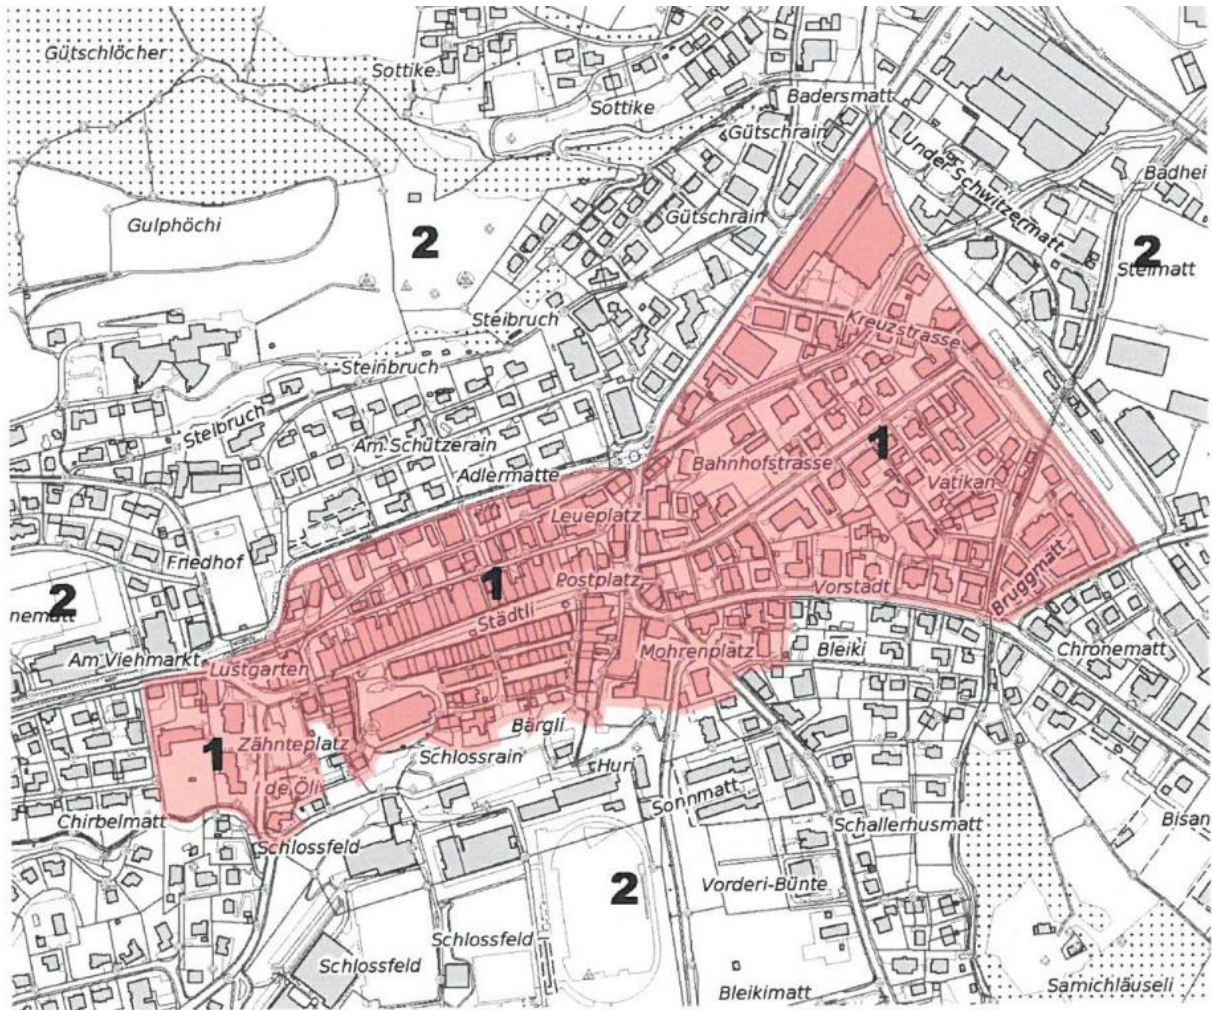 Gütschlöcher
Sottike
Sottike
Badersmatt
Gütschrain
Under Schwitzermatt
Badhei
Gulphöchi
2
Gütschrain
2
Steimatt
Steibruch
Kreuzstrasse
Steinbruch
Steibruch
Am Schützerain
1
Adlermatte
Bahnhofstrasse
Vatikan
Leueplatz
Friedhof
1
Postplatz
Vorstadt
Bruggmatt
2
nematt
Städtli
Am Viehmarkt
Lustgarten
Mohrenplatz
Bleiki
Chronematt
Bärgli
1
Zähnteplatz
Schlossrain
Huri
I de Öli
Sonnmatt
Chirbelmatt
Schallerhusmatt
Bisan
Schlossfeld
2
Vorderi-Bünte
Schlossfeld
Schlossfeld
Bleikimatt
Samichläuseli